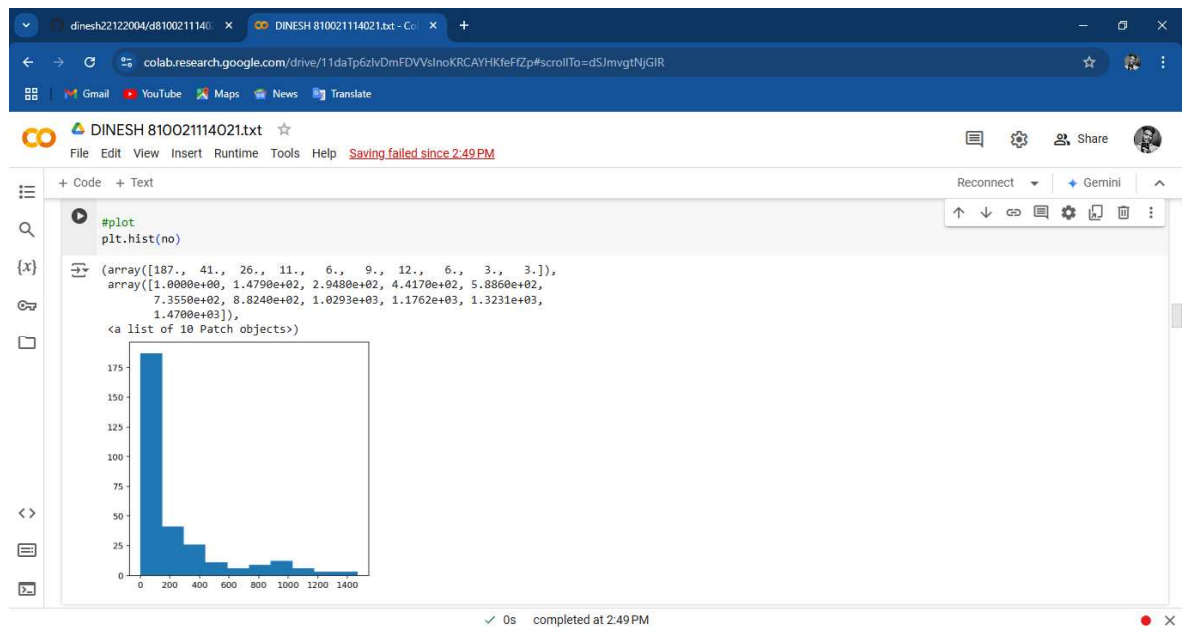 dinesh22122004/d8100211140
DINESH 810021114021.txt - Co
colab.research.google.com/drive/11daTp6zlvDmFDVVsInoKRCAYHKfeFfZp#scrollTo=dSJmvgtNjGIR
Gmail YouTube Maps News Translate
CO DINESH 810021114021.txt
File Edit View Insert Runtime Tools Help Saving failed since 2:49 PM
Share
+ Code + Text
Reconnect Gemini
#plot
plt.hist(no)
{x}
(array([187., 41., 26., 11., 6., 9., 12., 6., 3., 3.]),
array([1.0000e+00, 1.4790e+02, 2.9480e+02, 4.4170e+02, 5.8860e+02,
7.3550e+02, 8.8240e+02, 1.0293e+03, 1.1762e+03, 1.3231e+03,
1.4700e+03]),
<a list of 10 Patch objects>)
175
150
125
100
75
50
25
0
0 200 400 600 800 1000 1200 1400
0s completed at 2:49 PM